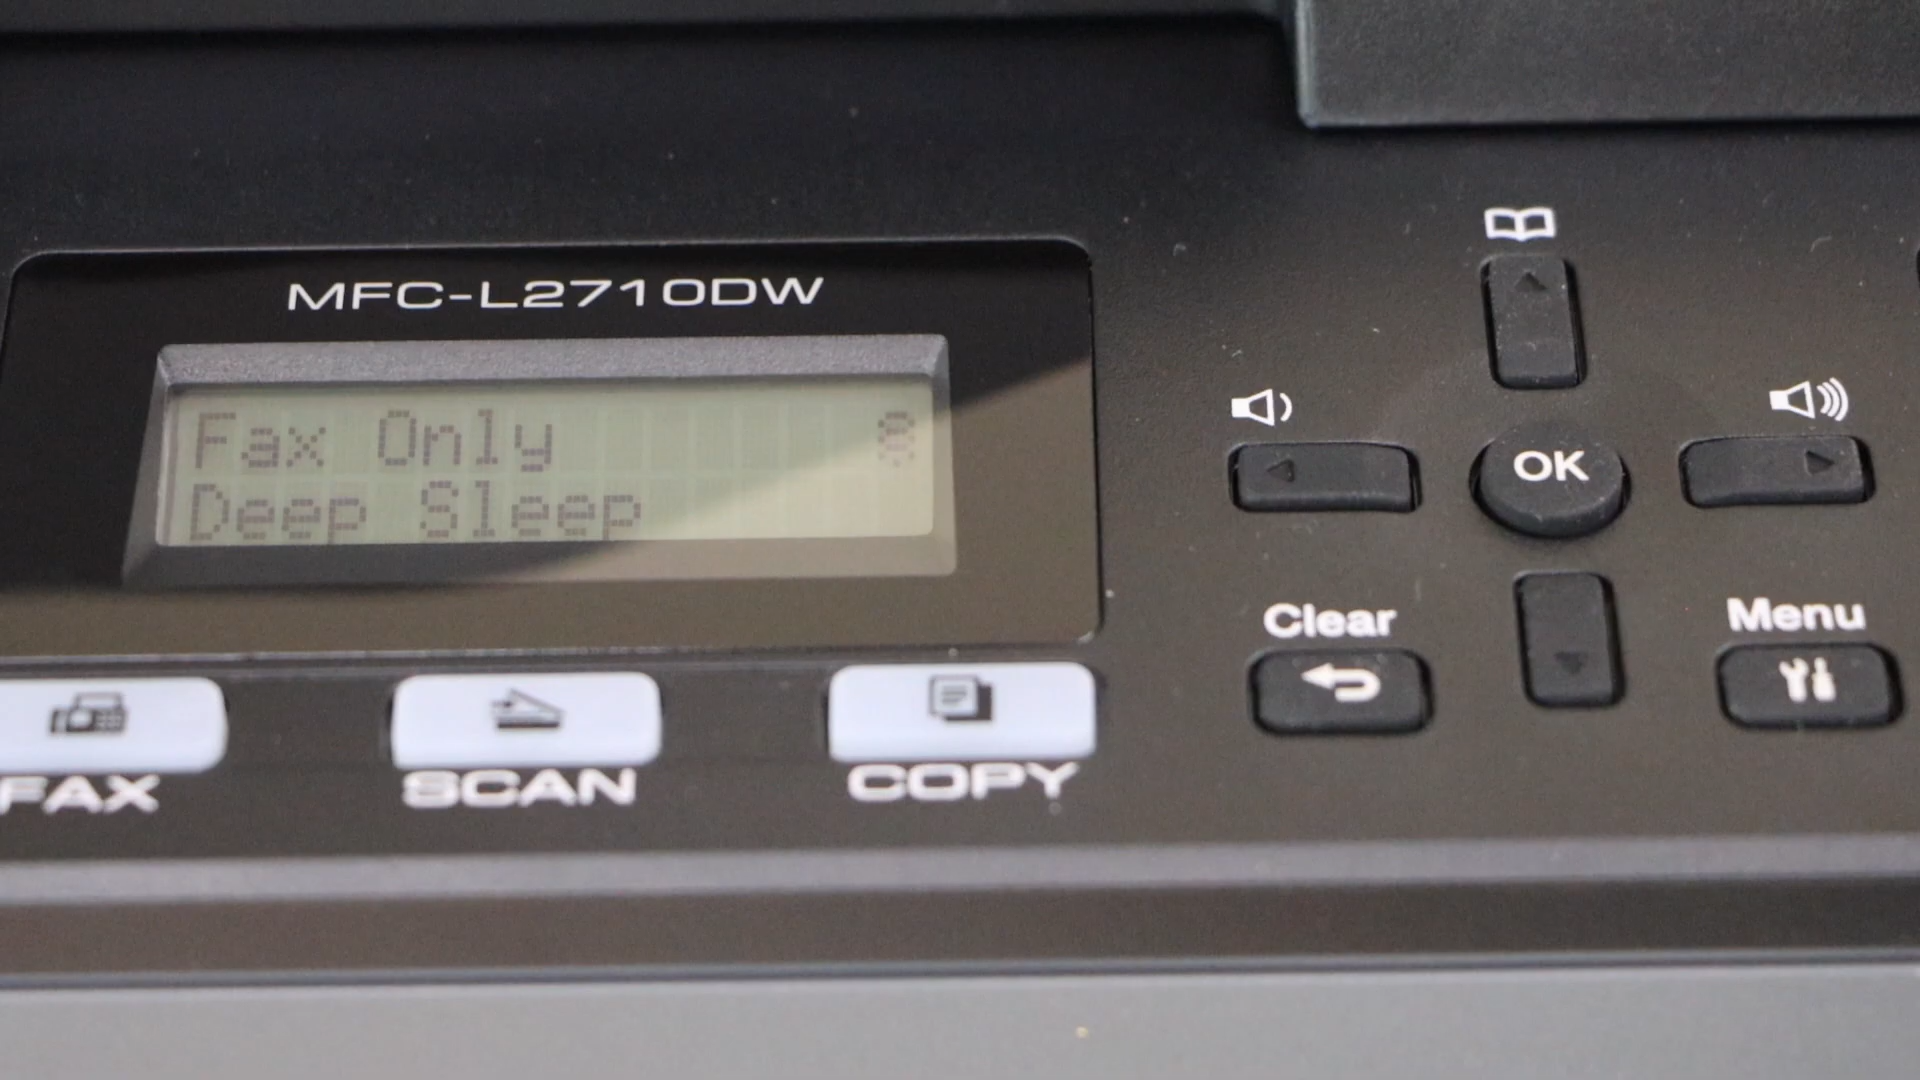 MFC-L2710DW
Fax Only
Deep Sleep
OK
Clear
Menu
FAX
SCAN
COPY